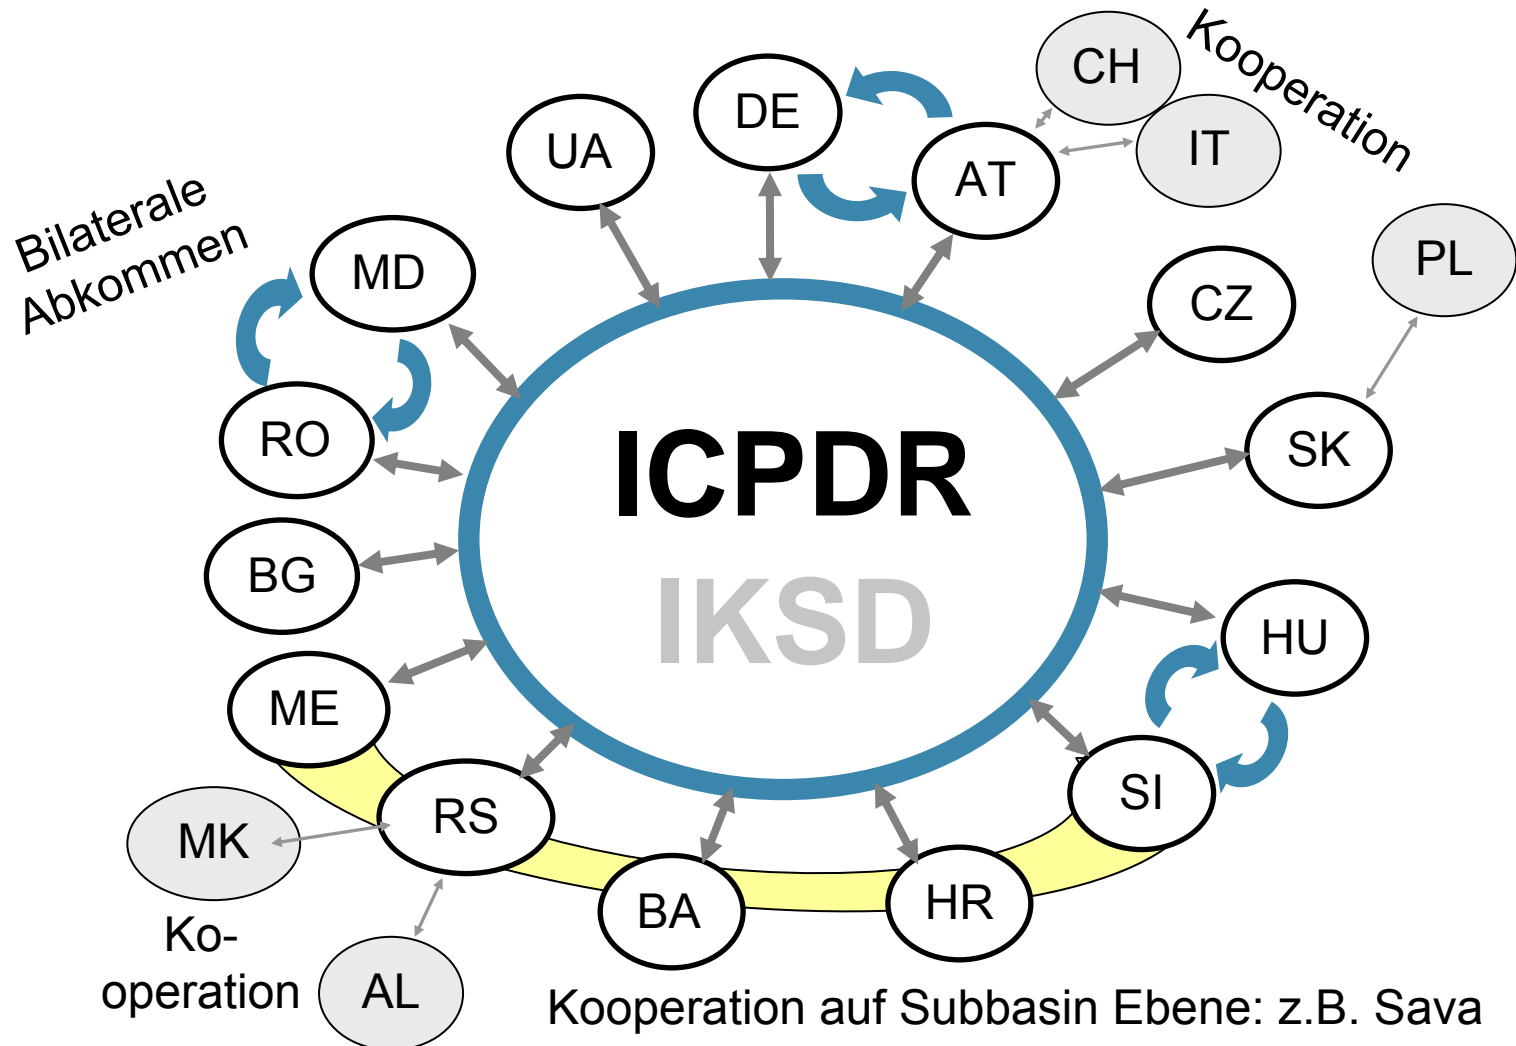 CH
Kooperation
DE
IT
UA
AT
Bilaterale
Abkommen
MD
PL
CZ
RO
SK
ICPDR
BG
IKSD
HU
ME
SI
RS
MK
BA
HR
Ko-
operation
AL
Kooperation auf Subbasin Ebene: z.B. Sava